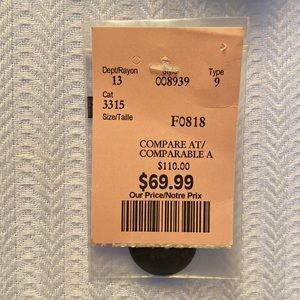 Dept/Rayon Style Type
13 008939 9
Cat
3315
Size/Taille
F0818
COMPARE AT/
COMPARABLE A
$110.00
$69.99
Our Price/Notre Prix